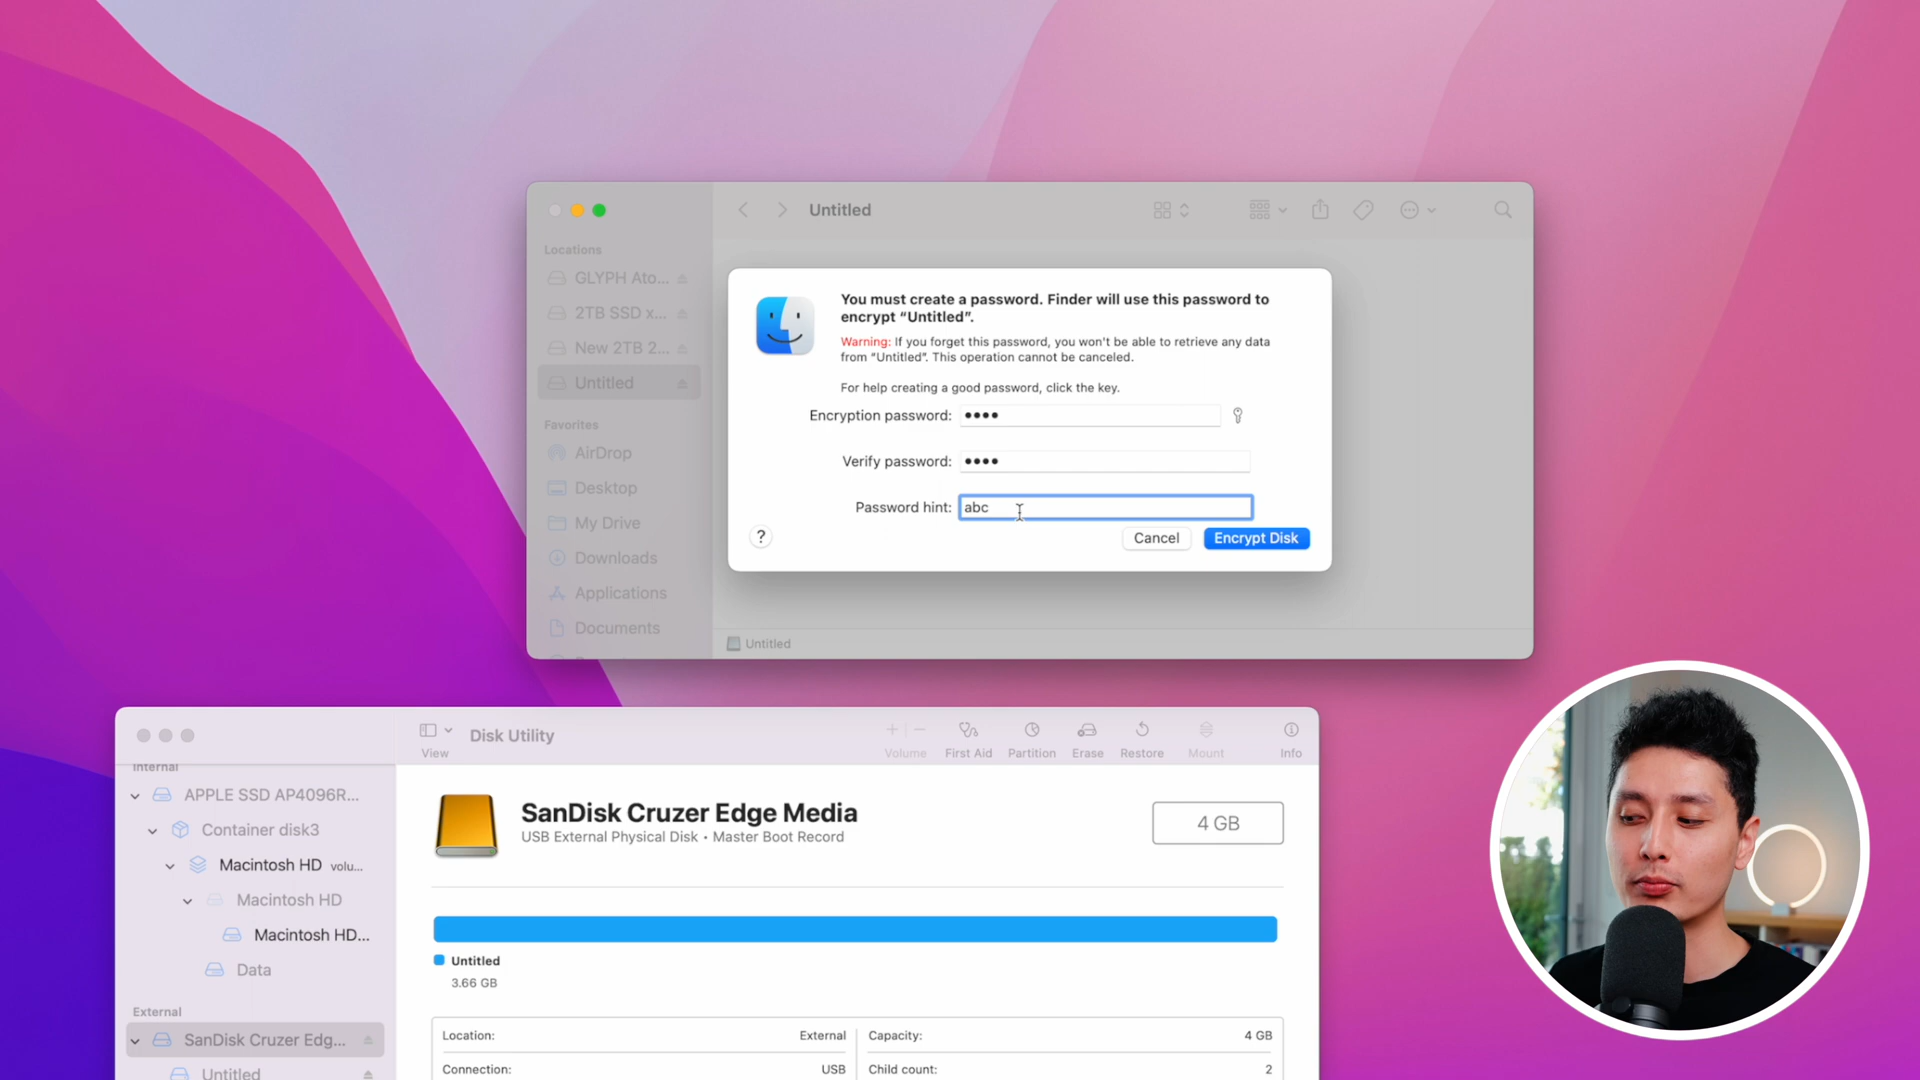 Untitled
Locations
GLYPH Ato...
2TB SSD x...
New 2TB 2...
Untitled
Favorites
AirDrop
Desktop
My Drive
Downloads
Applications
Documents
You must create a password. Finder will use this password to
encrypt “Untitled”.
Warning: If you forget this password, you won't be able to retrieve any data
from “Untitled”. This operation cannot be canceled.
For help creating a good password, click the key.
Encryption password: ••••
Verify password: ••••
Password hint: abc
? Cancel Encrypt Disk
Untitled
Disk Utility
View Volume First Aid Partition Erase Restore Mount Info
Internal
APPLE SSD AP4096R...
Container disk3
Macintosh HD volu...
Macintosh HD
Macintosh HD...
Data
External
SanDisk Cruzer Edg...
Untitled
SanDisk Cruzer Edge Media
USB External Physical Disk • Master Boot Record
4 GB
Untitled
3.66 GB
Location: External Capacity: 4 GB
Connection: USB Child count: 2